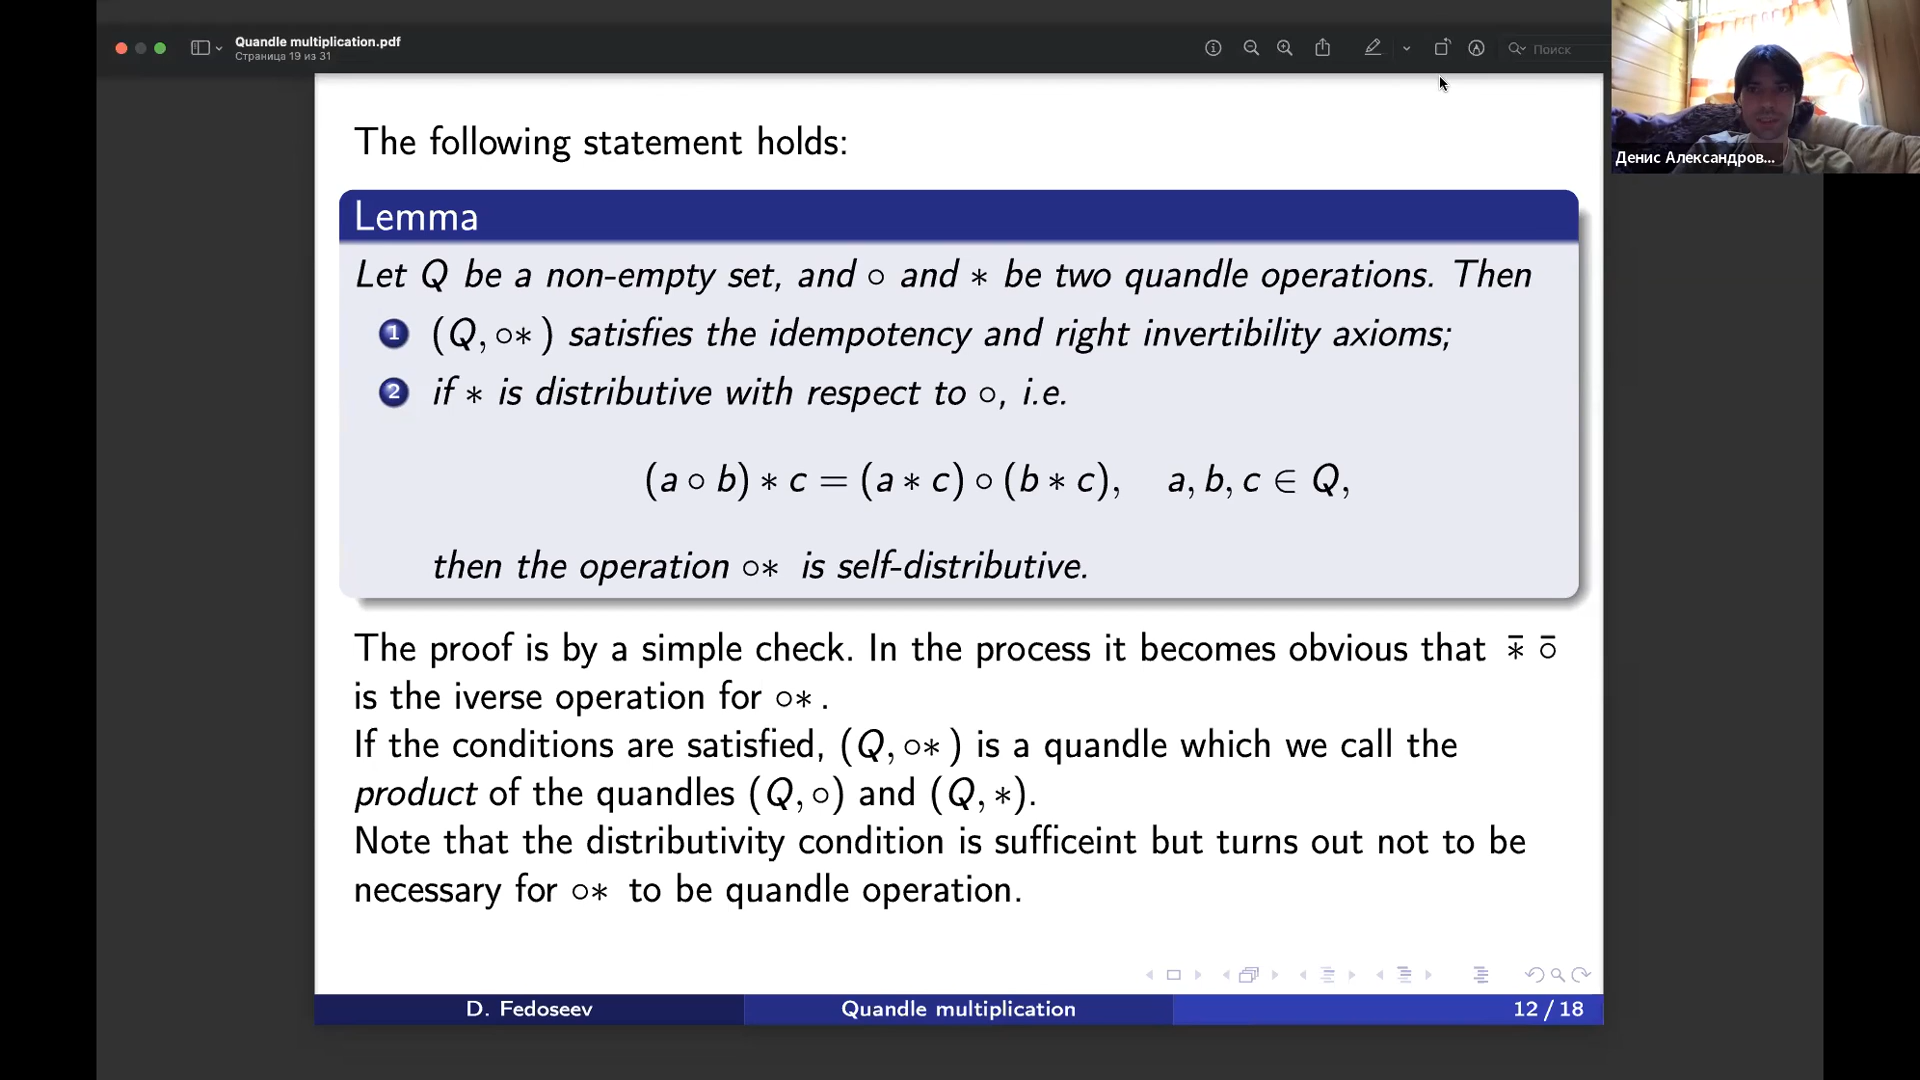 Quandle multiplication.pdf
Страница 19 из 31
Поиск
Денис Александров...
The following statement holds:
Lemma
Let Q be a non-empty set, and ∘ and ∗ be two quandle operations. Then
1 (Q, ∘∗ ) satisfies the idempotency and right invertibility axioms;
2 if ∗ is distributive with respect to ∘, i.e.
(a ∘ b) ∗ c = (a ∗ c) ∘ (b ∗ c), a, b, c ∈ Q,
then the operation ∘∗ is self-distributive.
The proof is by a simple check. In the process it becomes obvious that ∗̄ ∘̄
is the iverse operation for ∘∗ .
If the conditions are satisfied, (Q, ∘∗ ) is a quandle which we call the
product of the quandles (Q, ∘) and (Q, ∗).
Note that the distributivity condition is sufficeint but turns out not to be
necessary for ∘∗ to be quandle operation.
D. Fedoseev
Quandle multiplication
12 / 18